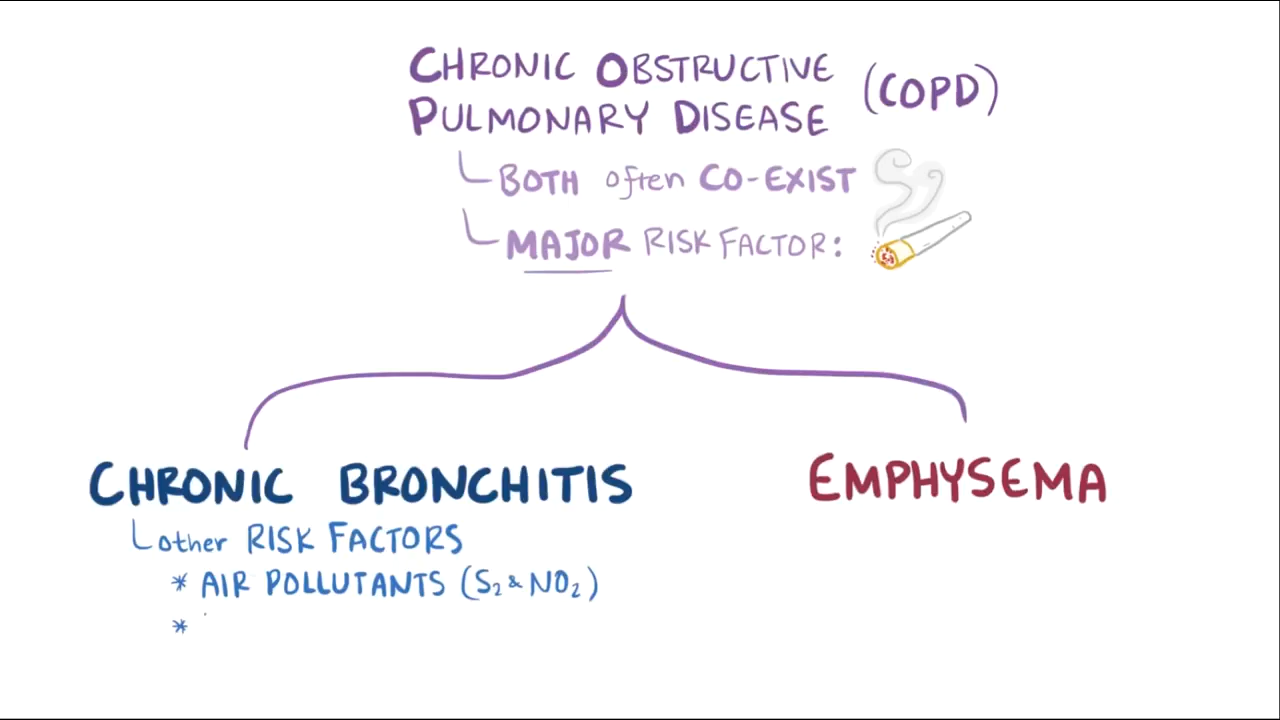 CHRONIC OBSTRUCTIVE
PULMONARY DISEASE (COPD)
BOTH often CO-EXIST
MAJOR RISK FACTOR:
CHRONIC BRONCHITIS
EMPHYSEMA
other RISK FACTORS
* AIR POLLUTANTS (S₂ & NO₂)
*